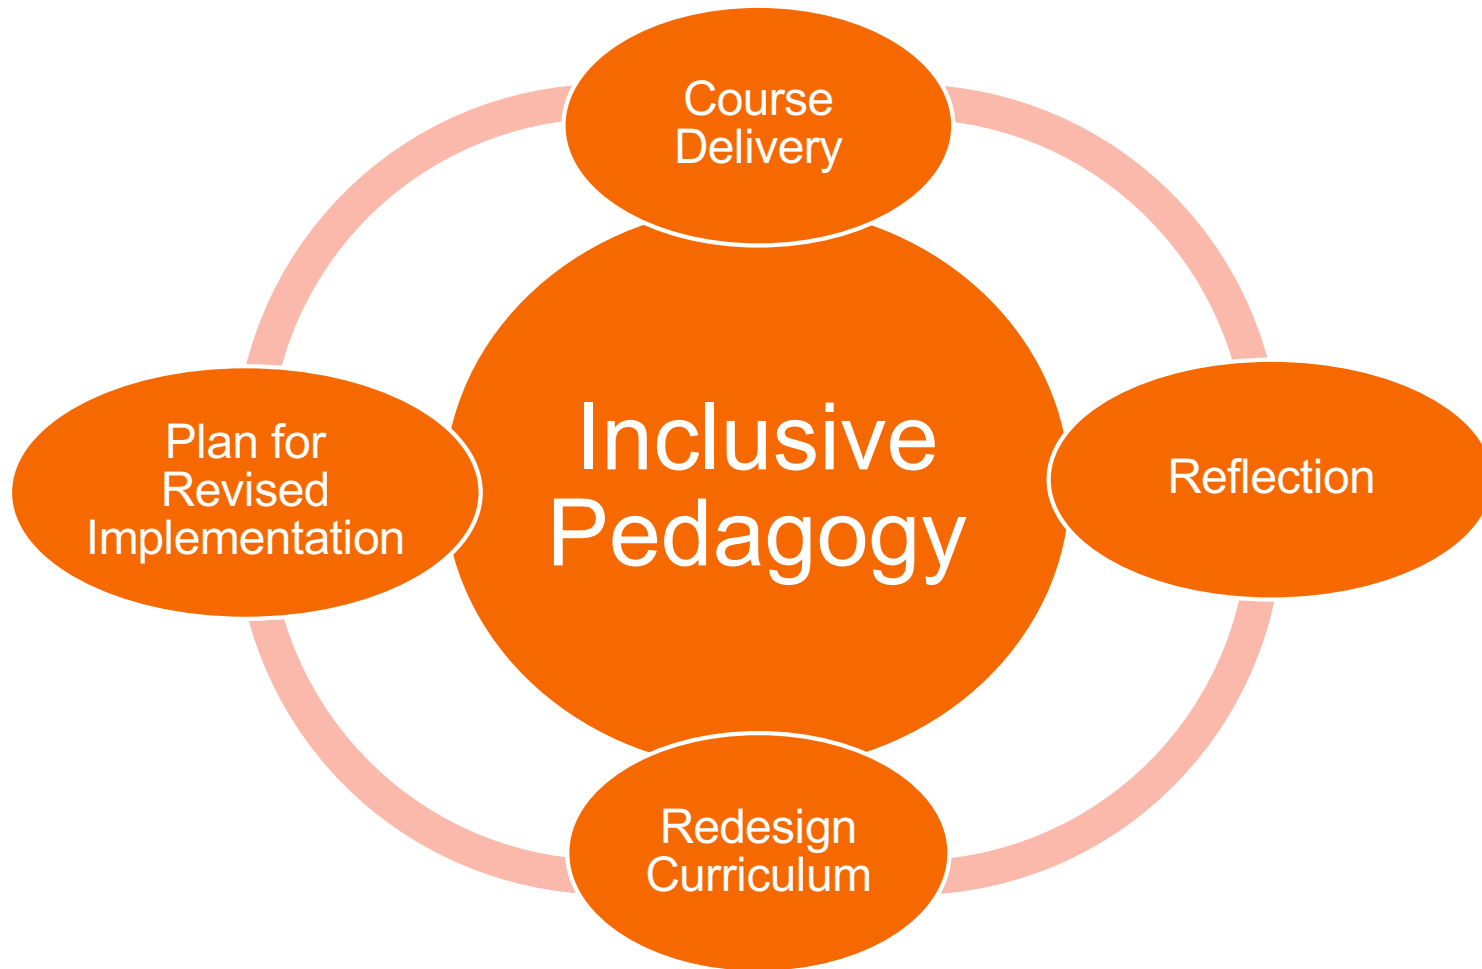 Course
Delivery
Inclusive
Pedagogy
Plan for
Revised
Implementation
Reflection
Redesign
Curriculum